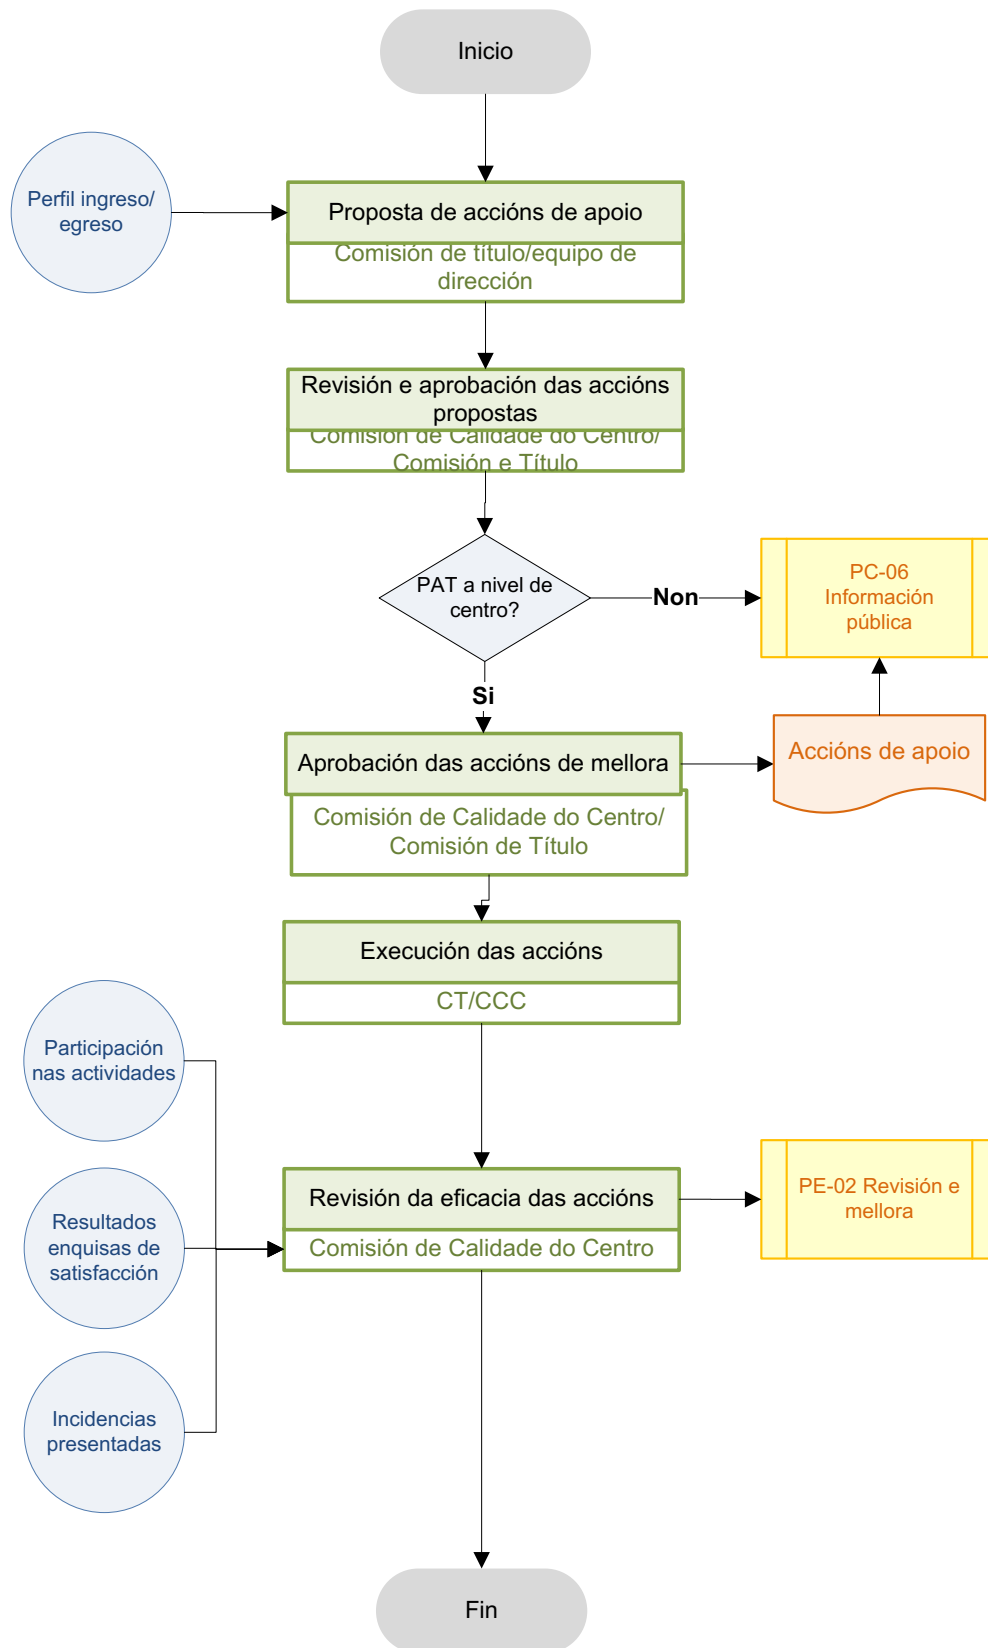 Inicio
Perfil ingreso/
egreso
Proposta de accións de apoio
Comisión de título/equipo de
dirección
Revisión e aprobación das accións
propostas
Comisión de Calidade do Centro/
Comisión e Título
PAT a nivel de
centro?
Non
PC-06
Información
pública
Si
Aprobación das accións de mellora
Accións de apoio
Comisión de Calidade do Centro/
Comisión de Título
Execución das accións
CT/CCC
Participación
nas actividades
Revisión da eficacia das accións
Comisión de Calidade do Centro
PE-02 Revisión e
mellora
Resultados
enquisas de
satisfacción
Incidencias
presentadas
Fin